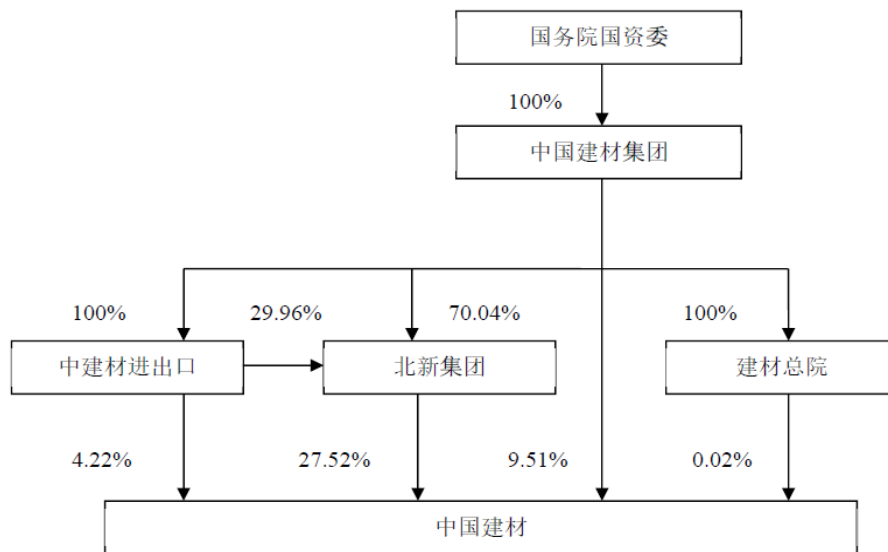 国务院国资委
100%
中国建材集团
100%
29.96%
70.04%
100%
中建材进出口
北新集团
建材总院
4.22%
27.52%
9.51%
0.02%
中国建材